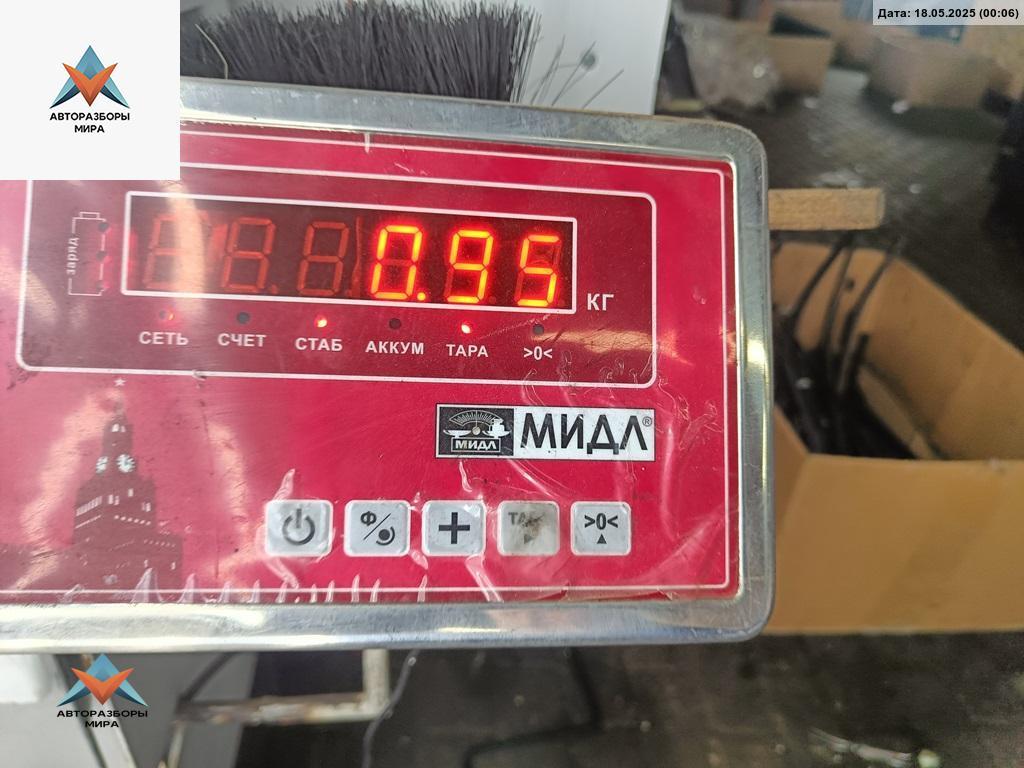 Дата: 18.05.2025 (00:06)
АВТОРАЗБОРЫ
МИРА
заряд
0.95
КГ
СЕТЬ СЧЕТ СТАБ АККУМ ТАРА >0<
МИДЛ МИДЛ®
Ф + >0<
АВТОРАЗБОРЫ
МИРА